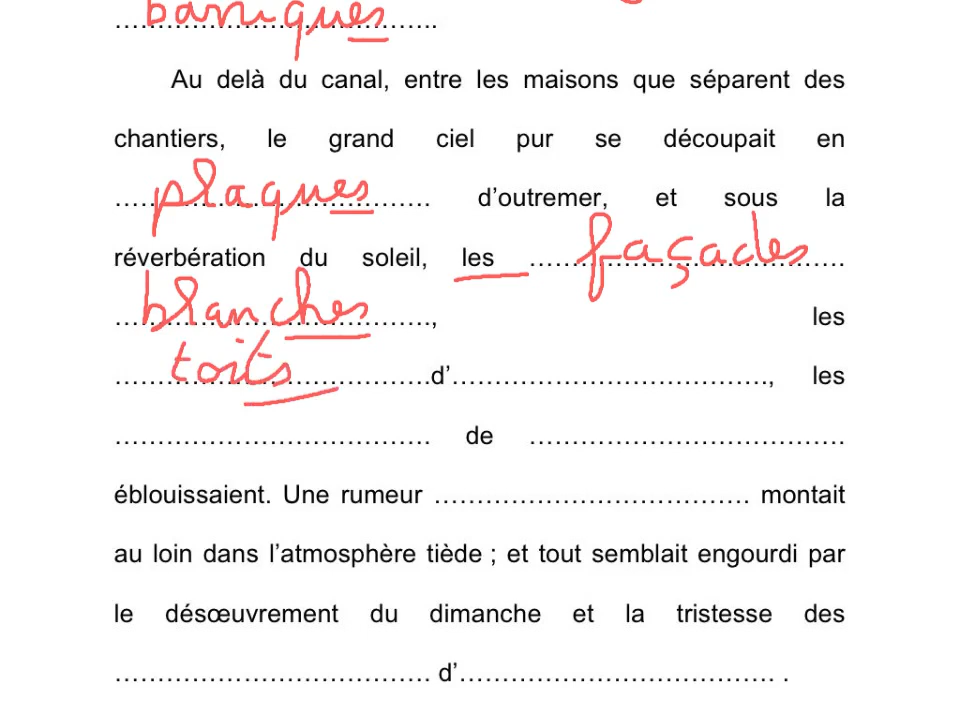 barriques
……………………………….
Au delà du canal, entre les maisons que séparent des
chantiers, le grand ciel pur se découpait en
plaques ………………………………. d’outremer, et sous la
réverbération du soleil, les façades ……………………………….
blanches ………………………………., les
toits ……………………………….d’………………………………., les
………………………………. de ……………………………….
éblouissaient. Une rumeur ………………………………. montait
au loin dans l’atmosphère tiède ; et tout semblait engourdi par
le désœuvrement du dimanche et la tristesse des
………………………………. d’………………………………. .